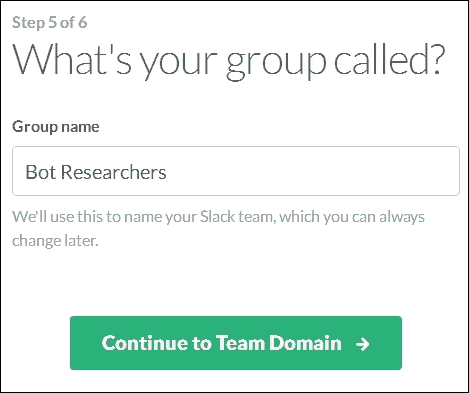 Step 5 of 6
What's your group called?
Group name
Bot Researchers
We'll use this to name your Slack team, which you can always
change later.
Continue to Team Domain →